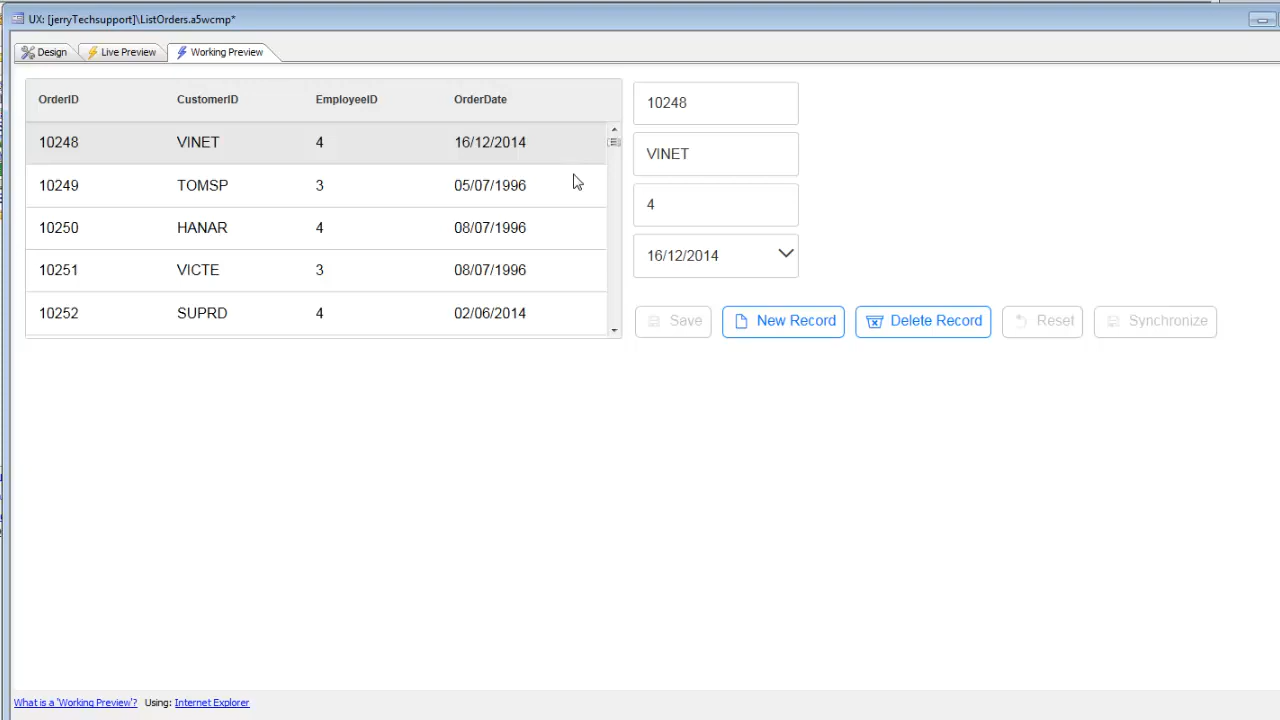 UX: [jerryTechsupport]\ListOrders.a5wcmp*
Design Live Preview Working Preview
OrderID CustomerID EmployeeID OrderDate
10248 VINET 4 16/12/2014
10249 TOMSP 3 05/07/1996
10250 HANAR 4 08/07/1996
10251 VICTE 3 08/07/1996
10252 SUPRD 4 02/06/2014
10248
VINET
4
16/12/2014
Save New Record Delete Record Reset Synchronize
What is a 'Working Preview'? Using: Internet Explorer